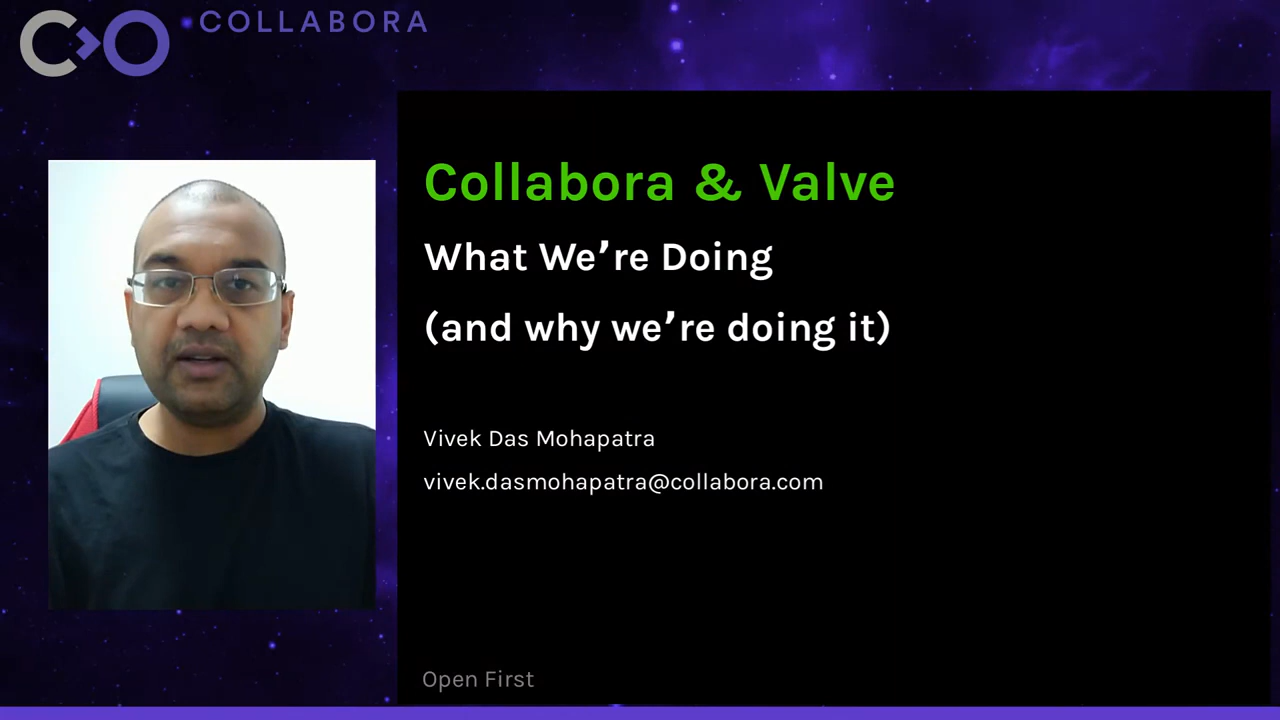 COLLABORA
Collabora & Valve
What We’re Doing
(and why we’re doing it)
Vivek Das Mohapatra
vivek.dasmohapatra@collabora.com
Open First